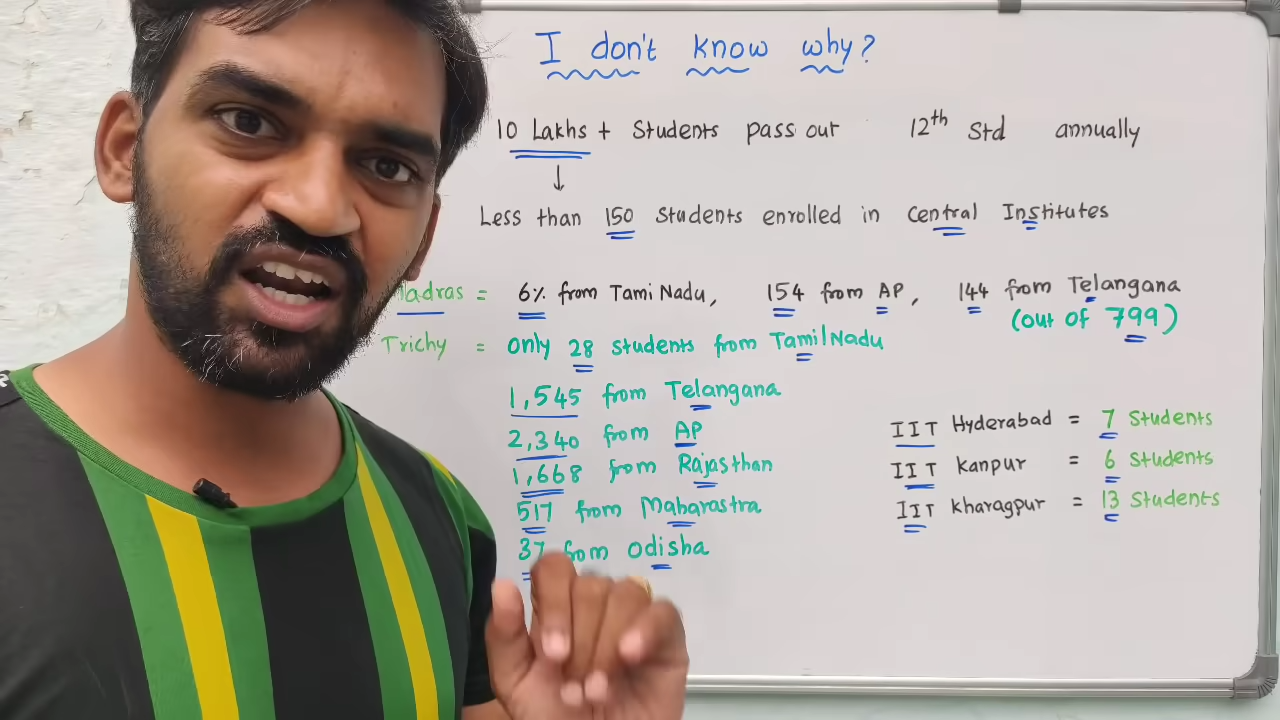 I don't know why?
10 Lakhs + Students pass out 12th Std annually
↓
Less than 150 Students enrolled in Central Institutes
Madras = 6% from Tamil Nadu, 154 from AP, 144 from Telangana
(out of 799)
Trichy = only 28 students from TamilNadu
1,545 from Telangana
2,340 from AP
1,668 from Rajasthan
517 from Maharastra
37 from Odisha
IIT Hyderabad = 7 Students
IIT kanpur = 6 Students
IIT kharagpur = 13 Students